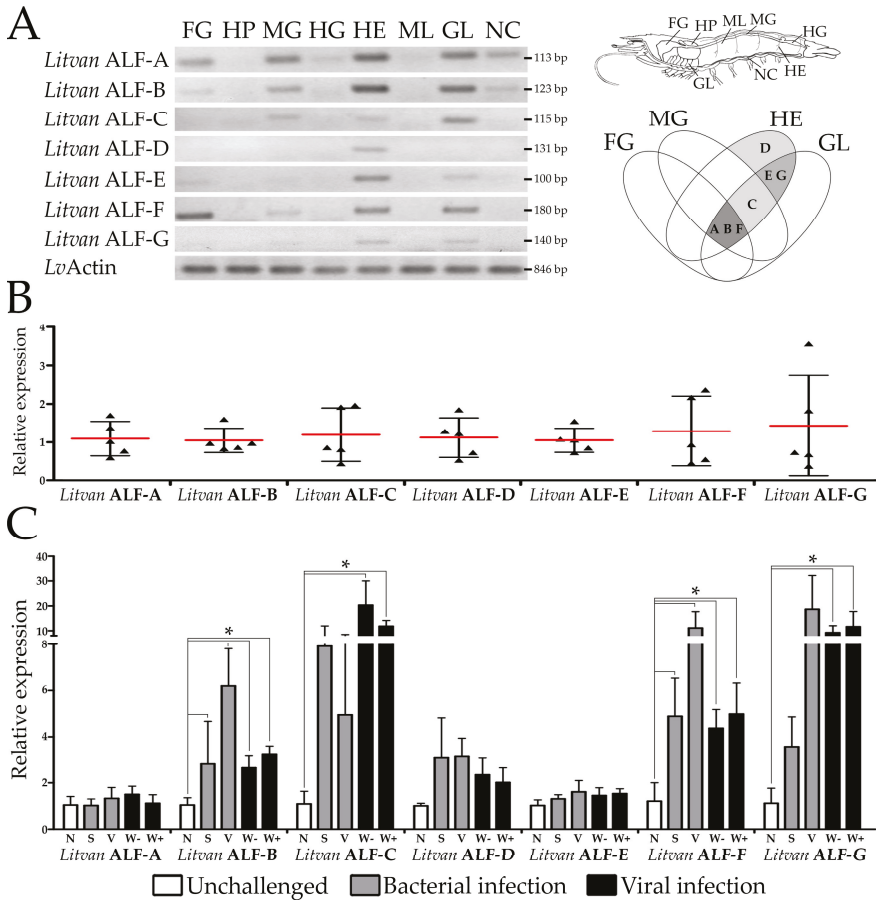 A
FG HP MG HG HE ML GL NC
Litvan ALF-A 113 bp
Litvan ALF-B 123 bp
Litvan ALF-C 115 bp
Litvan ALF-D 131 bp
Litvan ALF-E 100 bp
Litvan ALF-F 180 bp
Litvan ALF-G 140 bp
LvActin 846 bp
FG HP ML MG HG
GL NC HE
MG HE
FG GL
D
E G
C
A B F
B
Relative expression
4
3
2
1
0
Litvan ALF-A Litvan ALF-B Litvan ALF-C Litvan ALF-D Litvan ALF-E Litvan ALF-F Litvan ALF-G
C
Relative expression
40
30
20
10
8
6
4
2
0
* * * *
N S V W- W+ N S V W- W+ N S V W- W+ N S V W- W+ N S V W- W+ N S V W- W+ N S V W- W+
Litvan ALF-A Litvan ALF-B Litvan ALF-C Litvan ALF-D Litvan ALF-E Litvan ALF-F Litvan ALF-G
Unchallenged Bacterial infection Viral infection